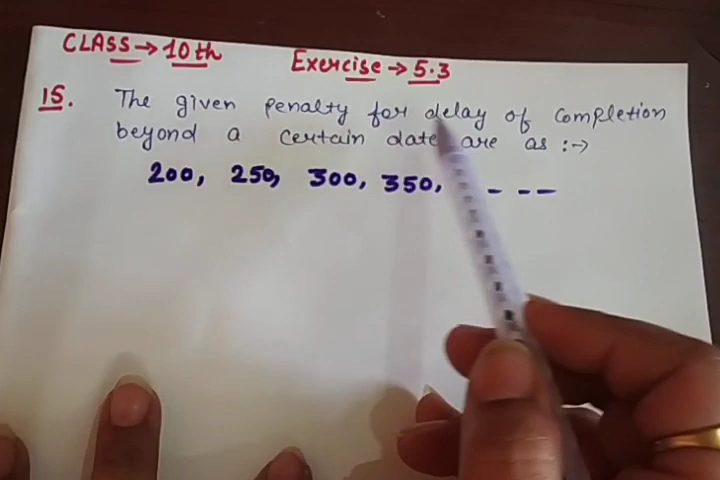 CLASS → 10th Exercise → 5.3
15. The given penalty for delay of completion
beyond a certain date are as :→
200, 250, 300, 350, - - -